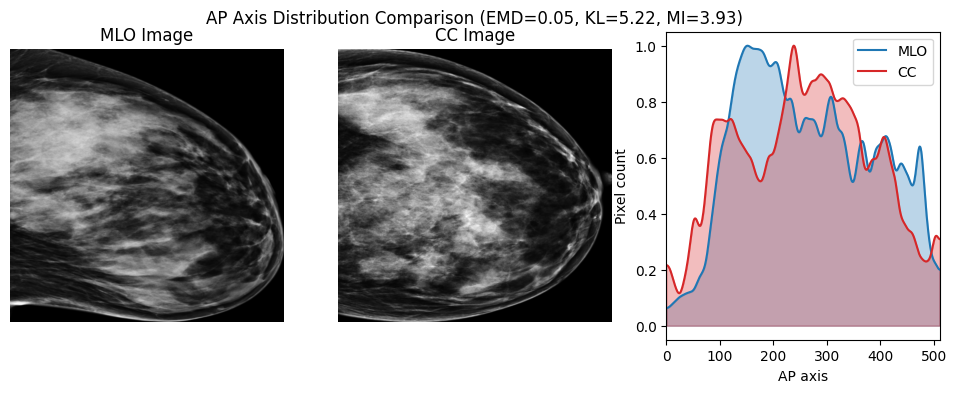 AP Axis Distribution Comparison (EMD=0.05, KL=5.22, MI=3.93)
MLO Image
CC Image
MLO
CC
Pixel count
1.0
0.8
0.6
0.4
0.2
0.0
0 100 200 300 400 500
AP axis